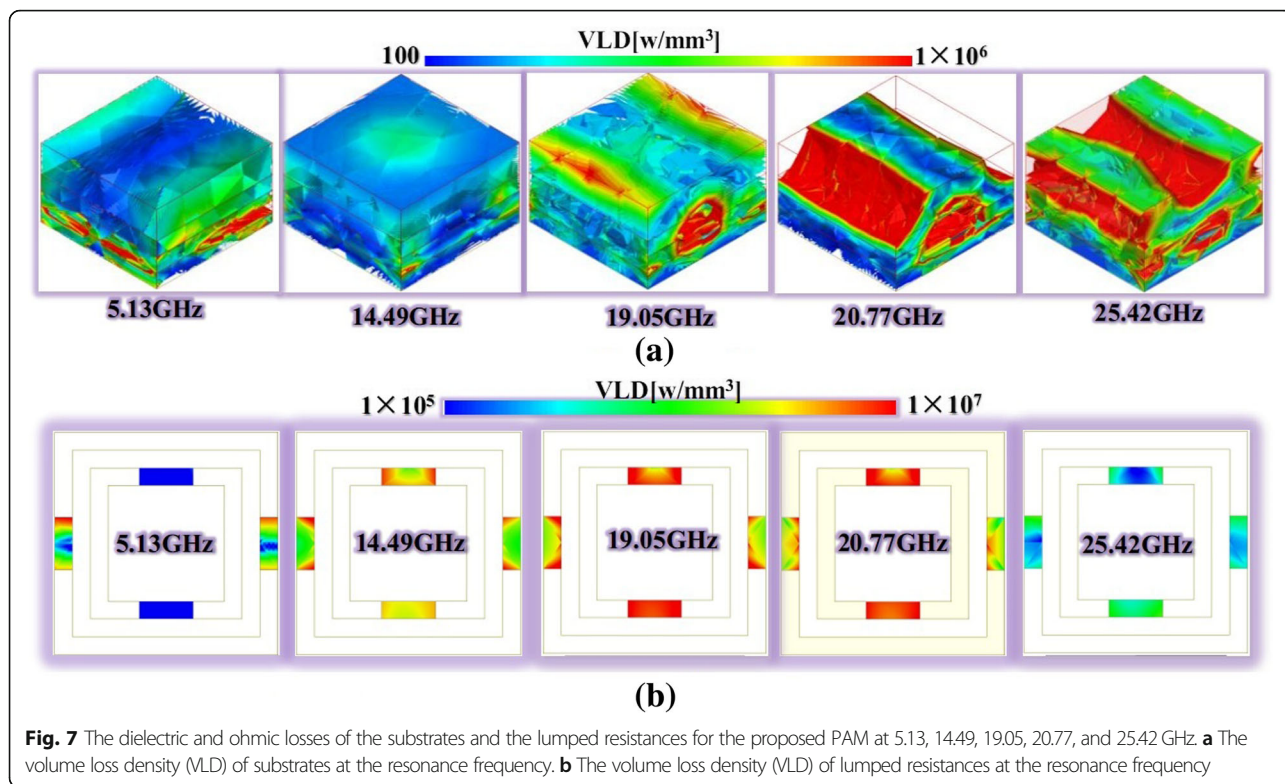 VLD[w/mm³]
100 1×10⁶
5.13GHz 14.49GHz 19.05GHz 20.77GHz 25.42GHz
(a)
VLD[w/mm³]
1×10⁵ 1×10⁷
5.13GHz 14.49GHz 19.05GHz 20.77GHz 25.42GHz
(b)
Fig. 7 The dielectric and ohmic losses of the substrates and the lumped resistances for the proposed PAM at 5.13, 14.49, 19.05, 20.77, and 25.42 GHz. a The
volume loss density (VLD) of substrates at the resonance frequency. b The volume loss density (VLD) of lumped resistances at the resonance frequency